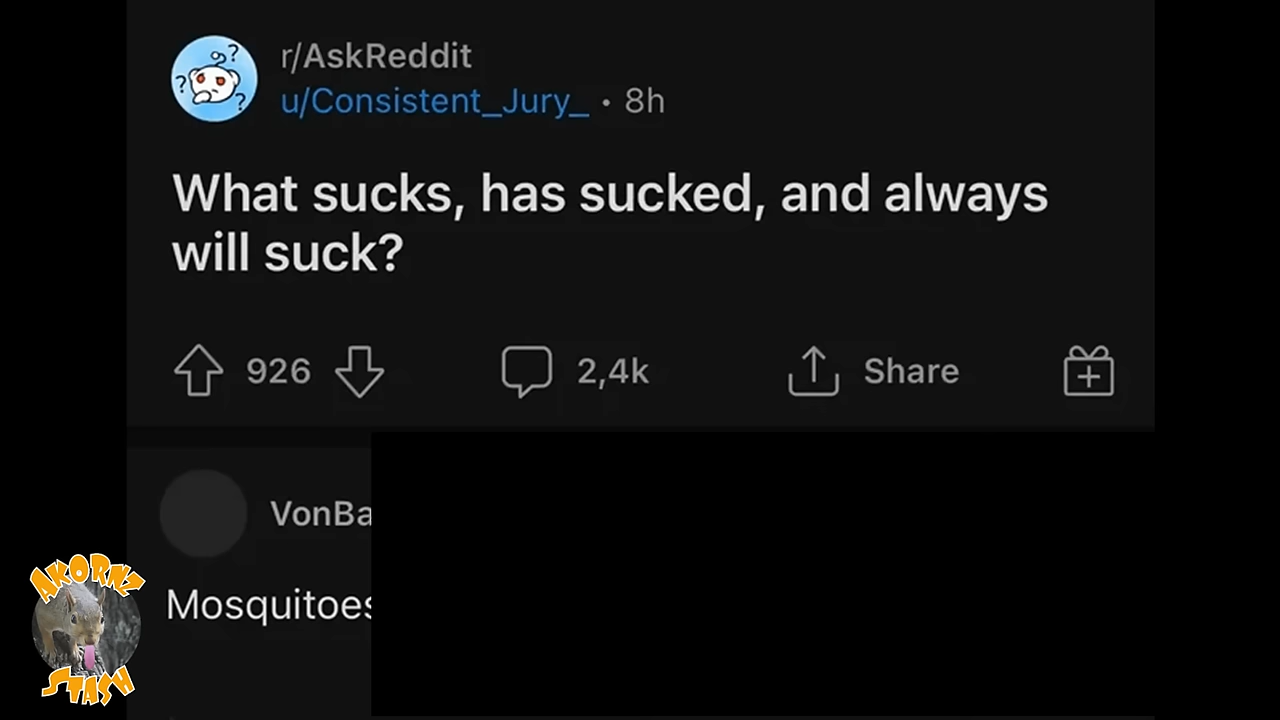 r/AskReddit
u/Consistent_Jury_ • 8h
What sucks, has sucked, and always
will suck?
926
2,4k
Share
VonBa
Mosquitoes
AKORNZ
STASH